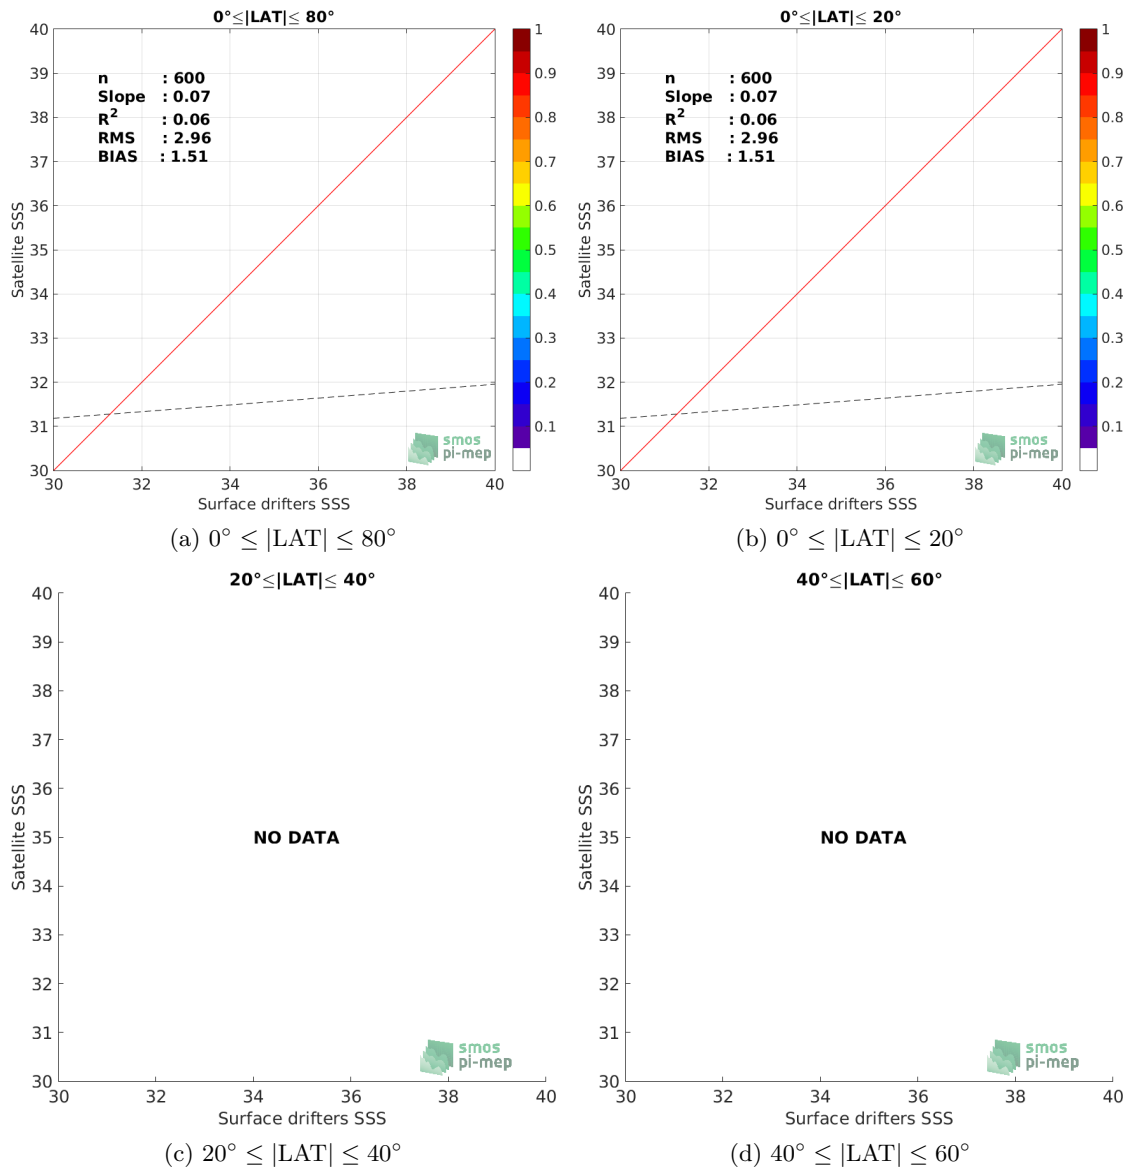 0°≤|LAT|≤ 80°
40
39
38
37
36
35
34
33
32
31
30
Satellite SSS
n : 600
Slope : 0.07
R2 : 0.06
RMS : 2.96
BIAS : 1.51
smos
pi-mep
30 32 34 36 38 40
Surface drifters SSS
1
0.9
0.8
0.7
0.6
0.5
0.4
0.3
0.2
0.1
(a) 0° ≤ |LAT| ≤ 80°
0°≤|LAT|≤ 20°
40
39
38
37
36
35
34
33
32
31
30
Satellite SSS
n : 600
Slope : 0.07
R2 : 0.06
RMS : 2.96
BIAS : 1.51
smos
pi-mep
30 32 34 36 38 40
Surface drifters SSS
1
0.9
0.8
0.7
0.6
0.5
0.4
0.3
0.2
0.1
(b) 0° ≤ |LAT| ≤ 20°
20°≤|LAT|≤ 40°
40
39
38
37
36
35
34
33
32
31
30
Satellite SSS
NO DATA
smos
pi-mep
30 32 34 36 38 40
Surface drifters SSS
(c) 20° ≤ |LAT| ≤ 40°
40°≤|LAT|≤ 60°
40
39
38
37
36
35
34
33
32
31
30
Satellite SSS
NO DATA
smos
pi-mep
30 32 34 36 38 40
Surface drifters SSS
(d) 40° ≤ |LAT| ≤ 60°